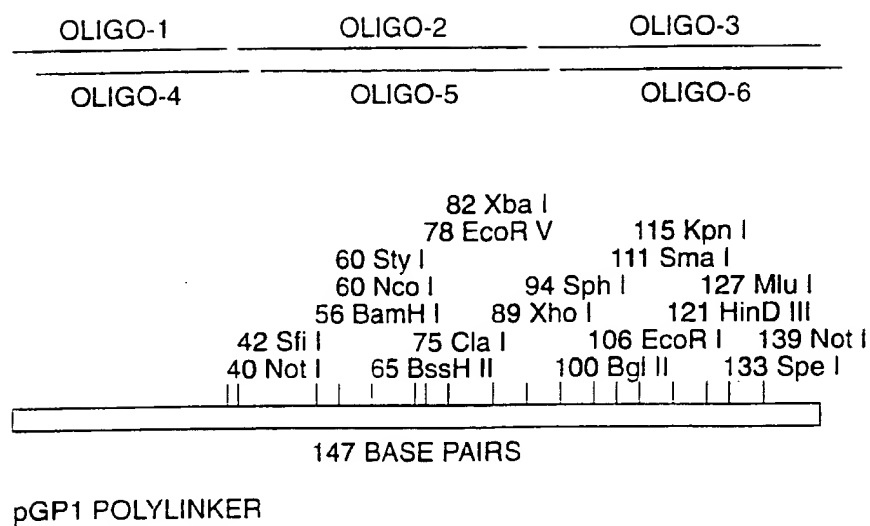 OLIGO-1 OLIGO-2 OLIGO-3
OLIGO-4 OLIGO-5 OLIGO-6
82 Xba I
78 EcoR V 115 Kpn I
60 Sty I 111 Sma I
60 Nco I 94 Sph I 127 Mlu I
56 BamH I 89 Xho I 121 HinD III
42 Sfi I 75 Cla I 106 EcoR I 139 Not I
40 Not I 65 BssH II 100 Bgl II 133 Spe I
147 BASE PAIRS
pGP1 POLYLINKER